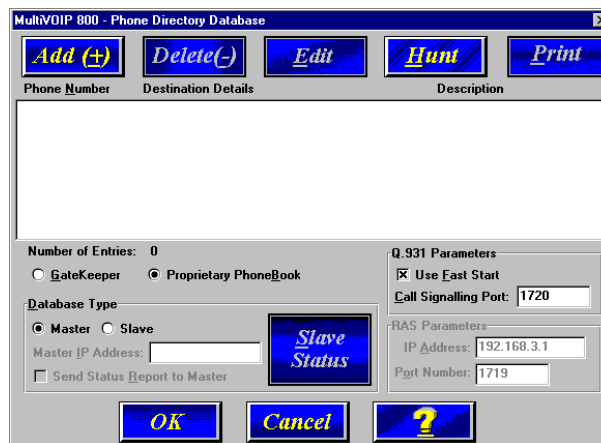 MultiVOIP 800 - Phone Directory Database
Add (+) Delete(-) Edit Hunt Print
Phone Number Destination Details Description
Number of Entries: 0
GateKeeper Proprietary PhoneBook
Database Type
Master Slave
Master IP Address:
Send Status Report to Master
Slave
Status
Q.931 Parameters
Use Fast Start
Call Signalling Port: 1720
RAS Parameters
IP Address: 192.168.3.1
Port Number: 1719
OK Cancel ?